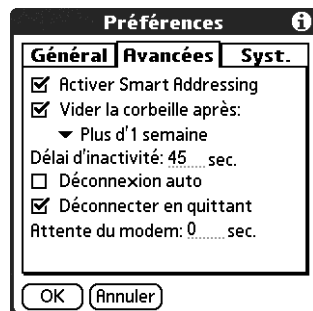 Préférences
Général Avancées Syst.
Activer Smart Addressing
Vider la corbeille après:
Plus d'1 semaine
Délai d'inactivité: 45 sec.
Déconnexion auto
Déconnecter en quittant
Attente du modem: 0 sec.
OK Annuler